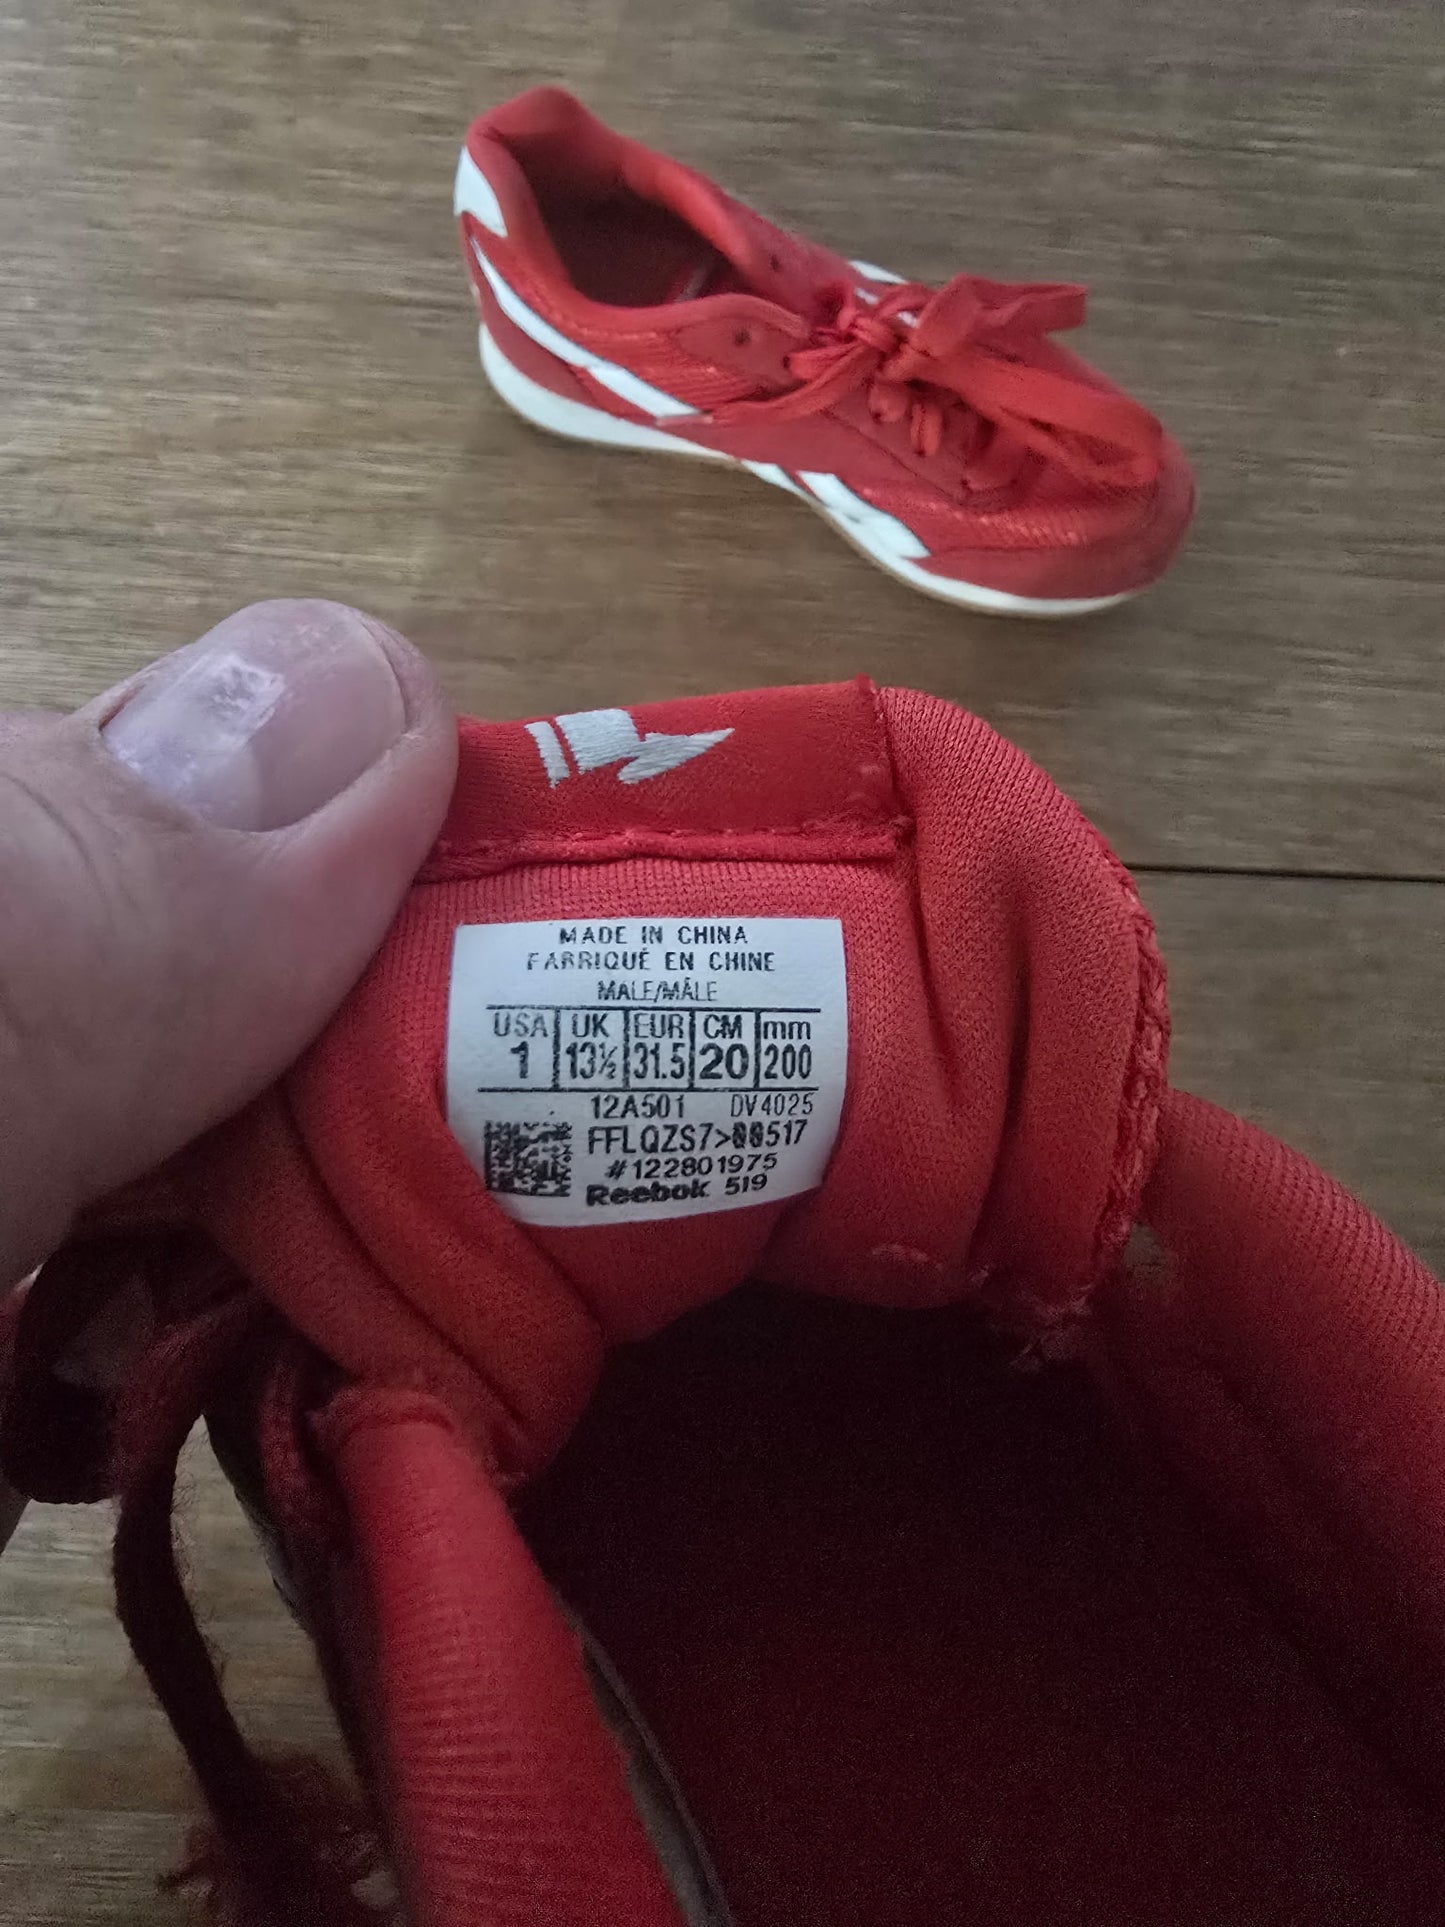 MADE IN CHINA
FABRIQUÉ EN CHINE
MALE/MÂLE
USA UK EUR CM mm
1 13½ 31.5 20 200
12A501 DV4025
FFLQZS7>00517
#122801975
Reebok 519